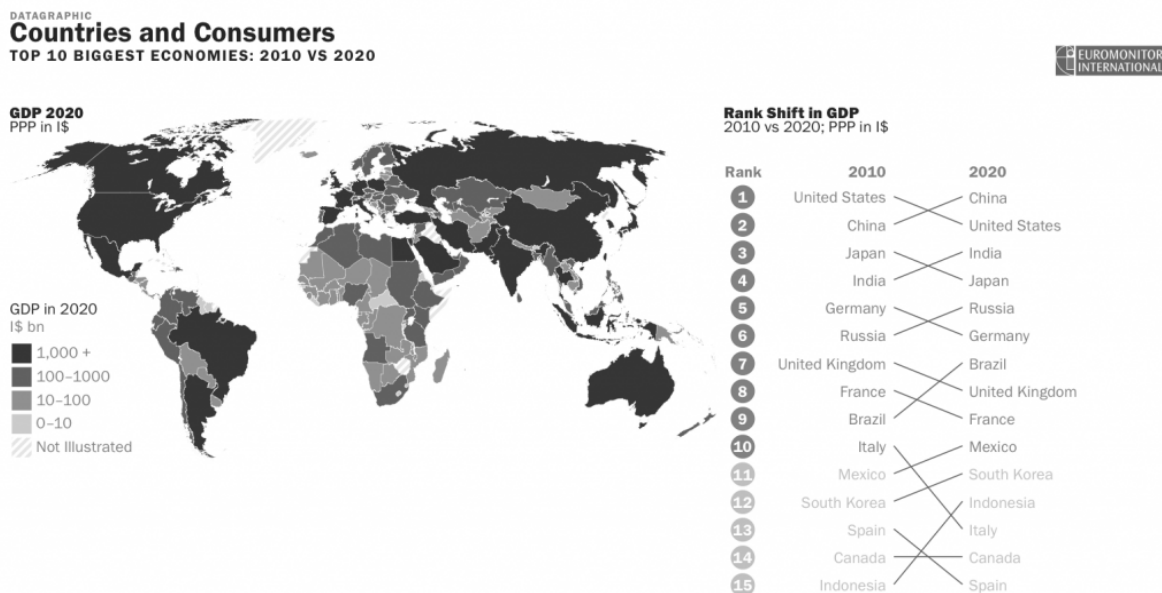 DATAGRAPHIC
Countries and Consumers
TOP 10 BIGGEST ECONOMIES: 2010 VS 2020
EUROMONITOR
INTERNATIONAL
GDP 2020
PPP in I$
GDP in 2020
I$ bn
1,000 +
100–1000
10–100
0–10
Not Illustrated
Rank Shift in GDP
2010 vs 2020; PPP in I$
Rank 2010 2020
1 United States China
2 China United States
3 Japan India
4 India Japan
5 Germany Russia
6 Russia Germany
7 United Kingdom Brazil
8 France United Kingdom
9 Brazil France
10 Italy Mexico
11 Mexico South Korea
12 South Korea Indonesia
13 Spain Italy
14 Canada Canada
15 Indonesia Spain